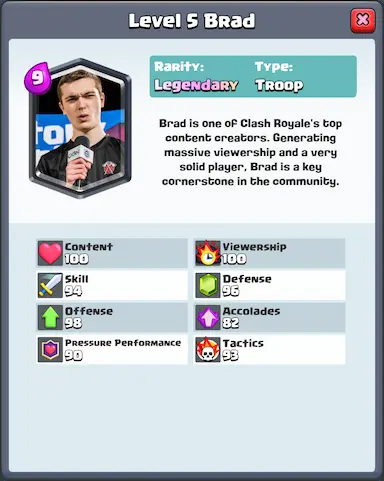 Level 5 Brad
9
Rarity: Type:
Legendary Troop
Brad is one of Clash Royale's top
content creators. Generating
massive viewership and a very
solid player, Brad is a key
cornerstone in the community.
Content Viewership
100 100
Skill Defense
94 96
Offense Accolades
98 82
Pressure Performance Tactics
90 93